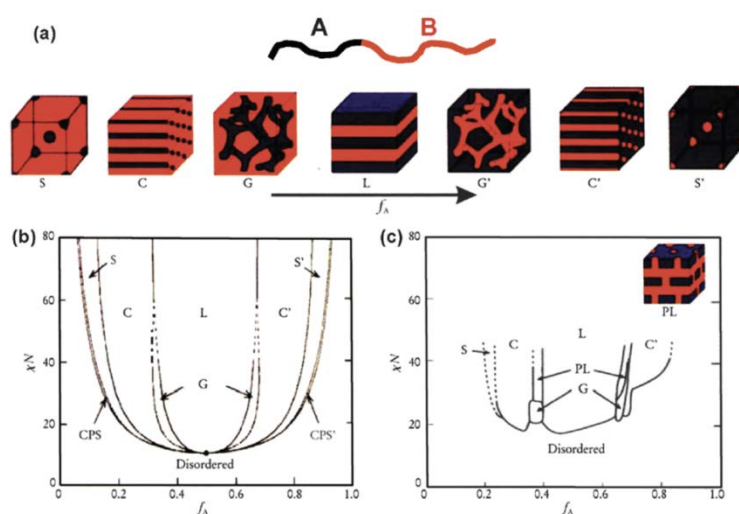 (a)
A B
S C G L G' C' S'
fA
(b)
80
60
40
20
0
χN
0 0.2 0.4 0.6 0.8 1.0
fA
S
C
L
C'
S'
G
CPS
CPS'
Disordered
(c)
80
60
40
20
0
χN
0 0.2 0.4 0.6 0.8 1.0
fA
PL
L
S
C
C'
PL
G
Disordered